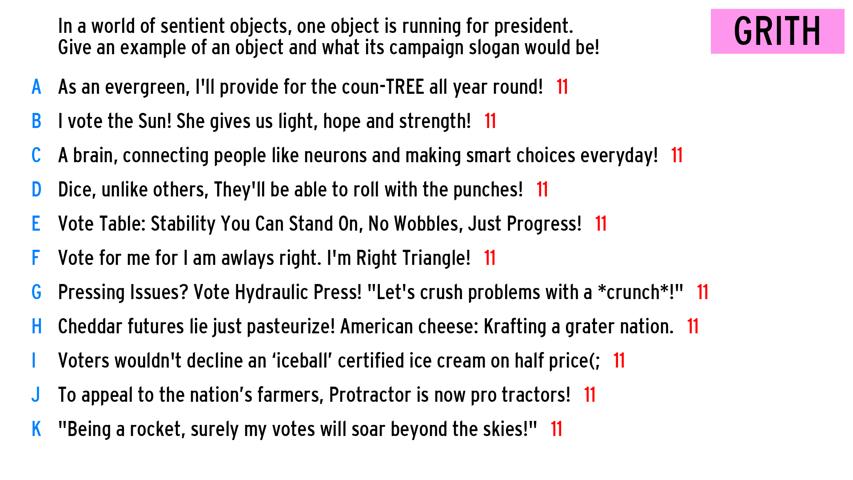 In a world of sentient objects, one object is running for president.
Give an example of an object and what its campaign slogan would be!
GRITH
A As an evergreen, I'll provide for the coun-TREE all year round! 11
B I vote the Sun! She gives us light, hope and strength! 11
C A brain, connecting people like neurons and making smart choices everyday! 11
D Dice, unlike others, They'll be able to roll with the punches! 11
E Vote Table: Stability You Can Stand On, No Wobbles, Just Progress! 11
F Vote for me for I am awlays right. I'm Right Triangle! 11
G Pressing Issues? Vote Hydraulic Press! "Let's crush problems with a *crunch*!" 11
H Cheddar futures lie just pasteurize! American cheese: Krafting a grater nation. 11
I Voters wouldn't decline an ‘iceball’ certified ice cream on half price(; 11
J To appeal to the nation’s farmers, Protractor is now pro tractors! 11
K "Being a rocket, surely my votes will soar beyond the skies!" 11